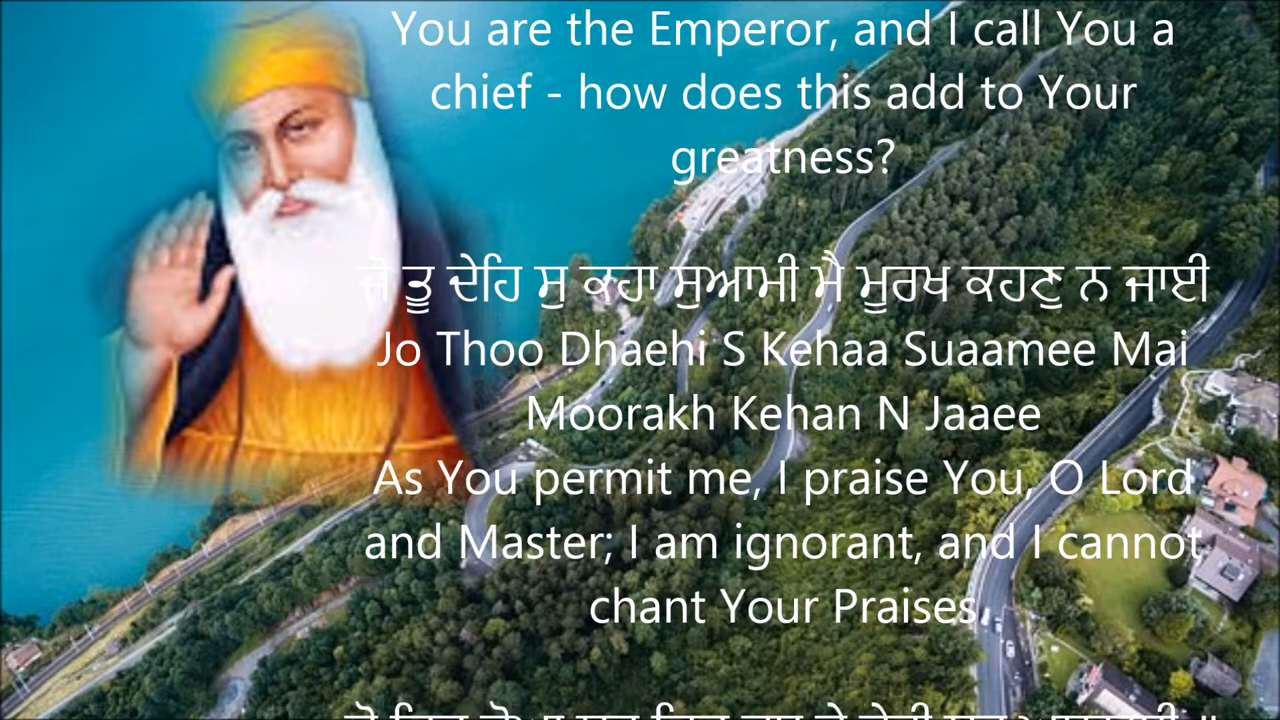 You are the Emperor, and I call You a
chief - how does this add to Your
greatness?
ਜੋ ਤੂ ਦੇਹਿ ਸੁ ਕਹਾ ਸੁਆਮੀ ਮੈ ਮੂਰਖ ਕਹਣੁ ਨ ਜਾਈ
Jo Thoo Dhaehi S Kehaa Suaamee Mai
Moorakh Kehan N Jaaee
As You permit me, I praise You, O Lord
and Master; I am ignorant, and I cannot
chant Your Praises